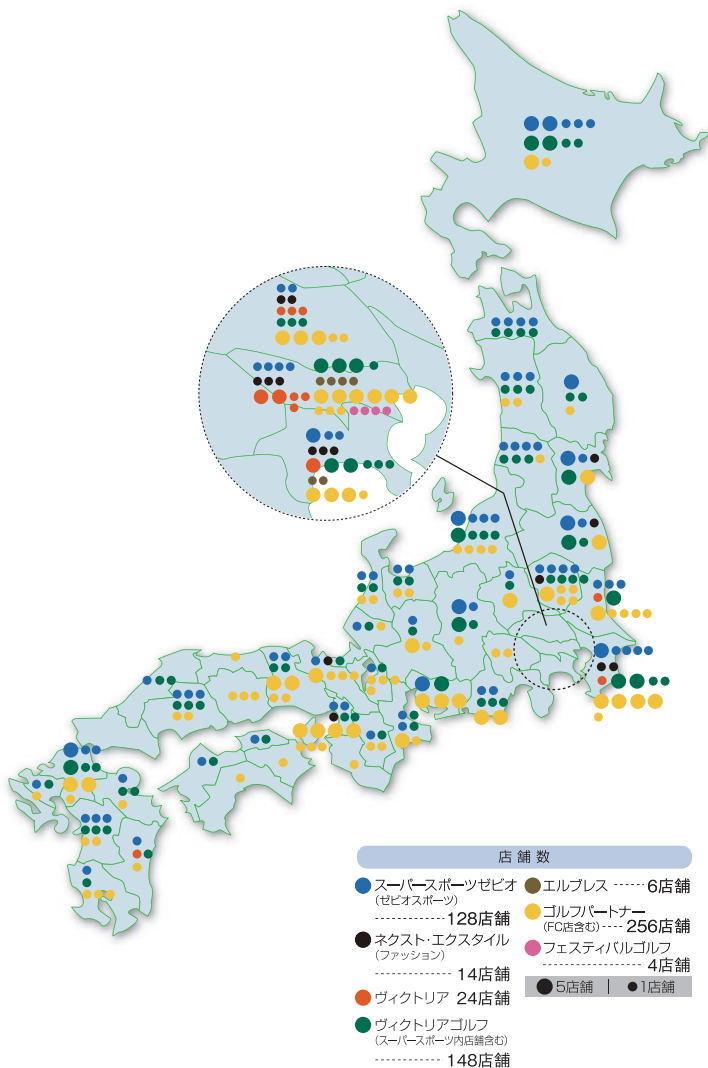 店舗数
スーパースポーツゼビオ
(ゼビオスポーツ)
128店舗
ネクスト・エクスタイル
(ファッション)
14店舗
ヴィクトリア 24店舗
ヴィクトリアゴルフ
(スーパースポーツ内店舗含む)
148店舗
エルブレス 6店舗
ゴルフパートナー
(FC店含む) 256店舗
フェスティバルゴルフ
4店舗
5店舗 | 1店舗